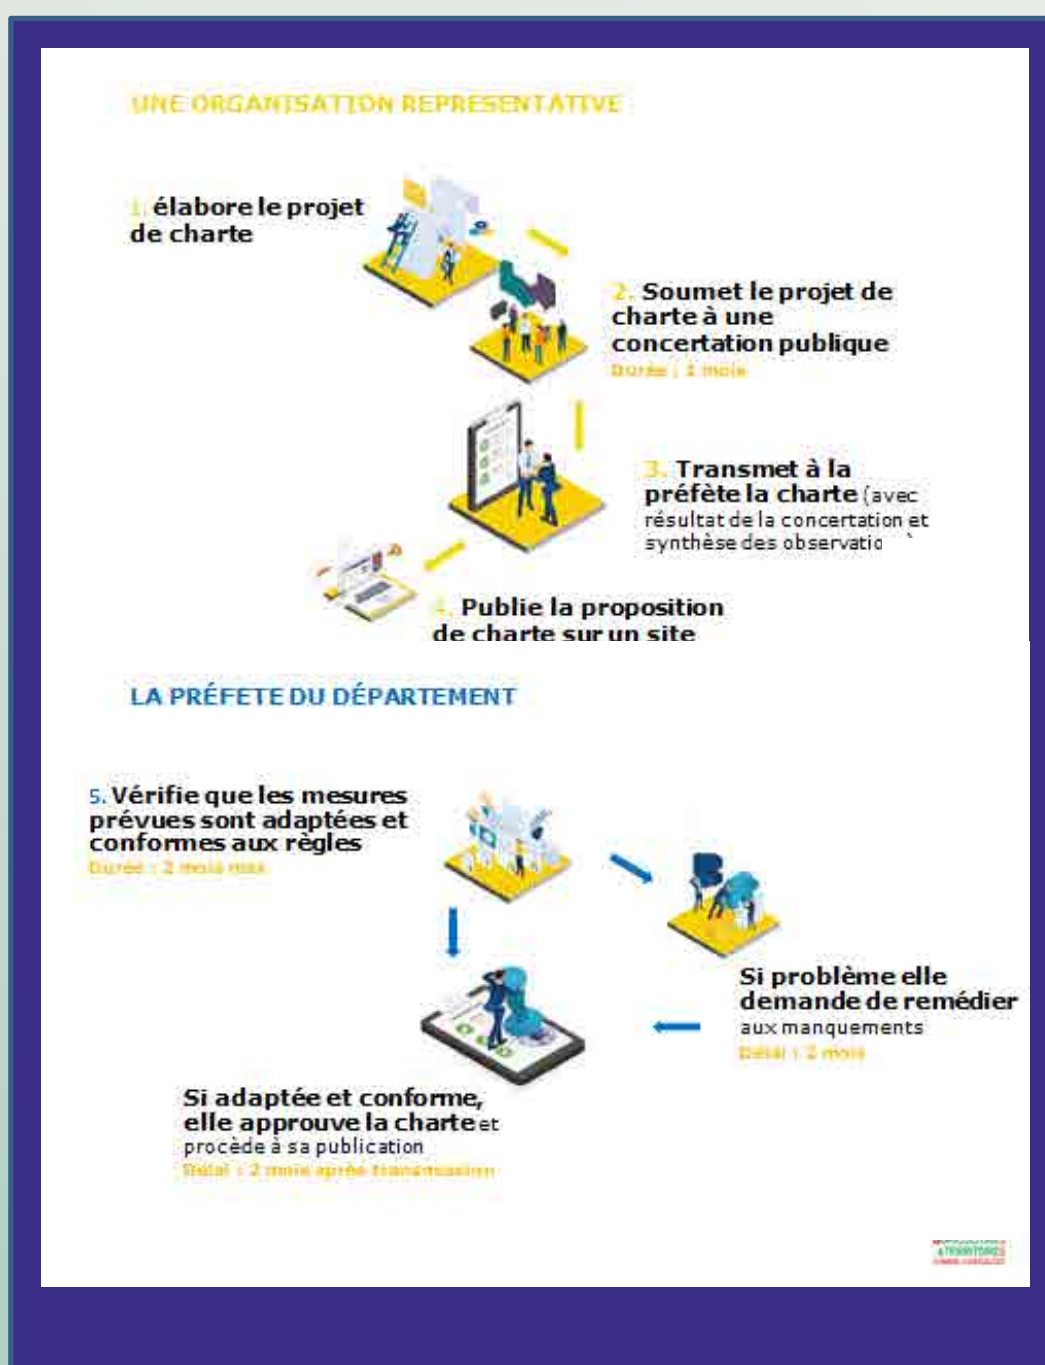 UNE ORGANISATION REPRESENTATIVE
1. élabore le projet
de charte
2. Soumet le projet de
charte à une
concertation publique
Durée : 1 mois
3. Transmet à la
préfète la charte (avec
résultat de la concertation et
synthèse des observatio
4. Publie la proposition
de charte sur un site
LA PRÉFETE DU DÉPARTEMENT
5. Vérifie que les mesures
prévues sont adaptées et
conformes aux règles
Durée : 2 mois max
Si problème elle
demande de remédier
aux manquements
Délai : 2 mois
Si adaptée et conforme,
elle approuve la charte et
procède à sa publication
Délai : 2 mois après transmission
& TERRITOIRES